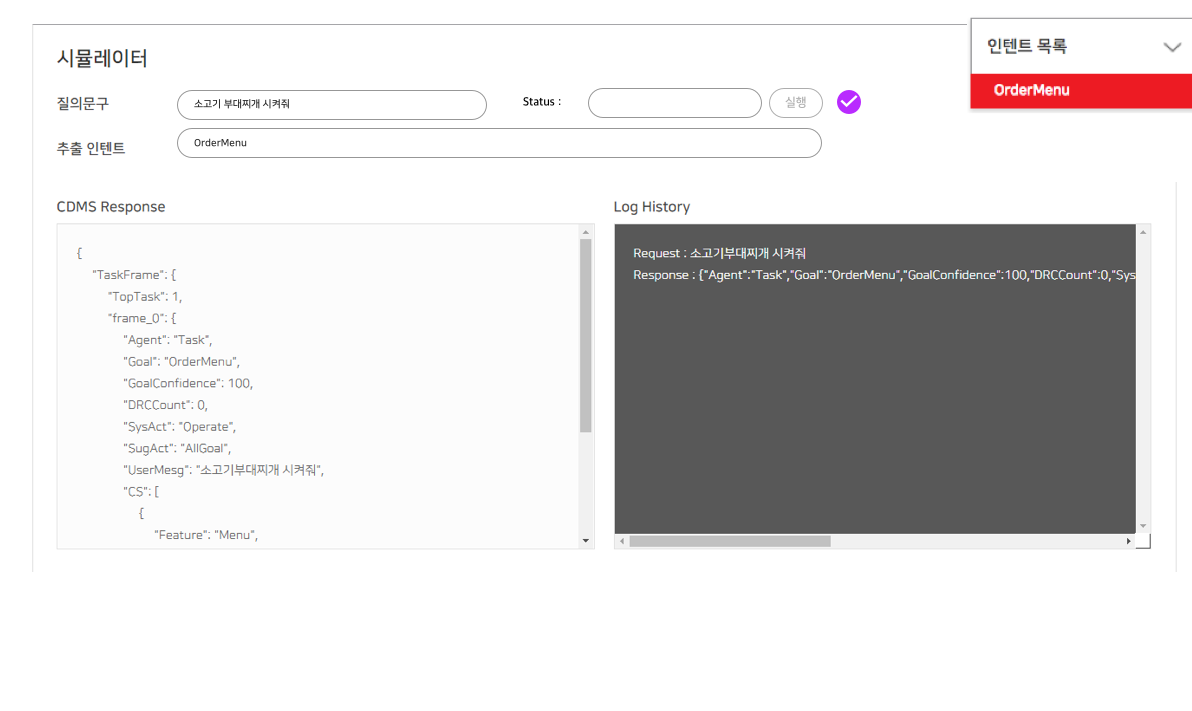 시뮬레이터
인텐트 목록
OrderMenu
질의문구
소고기 부대찌개 시켜줘
Status :
실행
추출 인텐트
OrderMenu
CDMS Response
{
"TaskFrame": {
"TopTask": 1,
"frame_0": {
"Agent": "Task",
"Goal": "OrderMenu",
"GoalConfidence": 100,
"DRCCount": 0,
"SysAct": "Operate",
"SugAct": "AllGoal",
"UserMesg": "소고기부대찌개 시켜줘",
"CS": [
{
"Feature": "Menu",
Log History
Request : 소고기부대찌개 시켜줘
Response : {"Agent":"Task","Goal":"OrderMenu","GoalConfidence":100,"DRCCount":0,"Sys